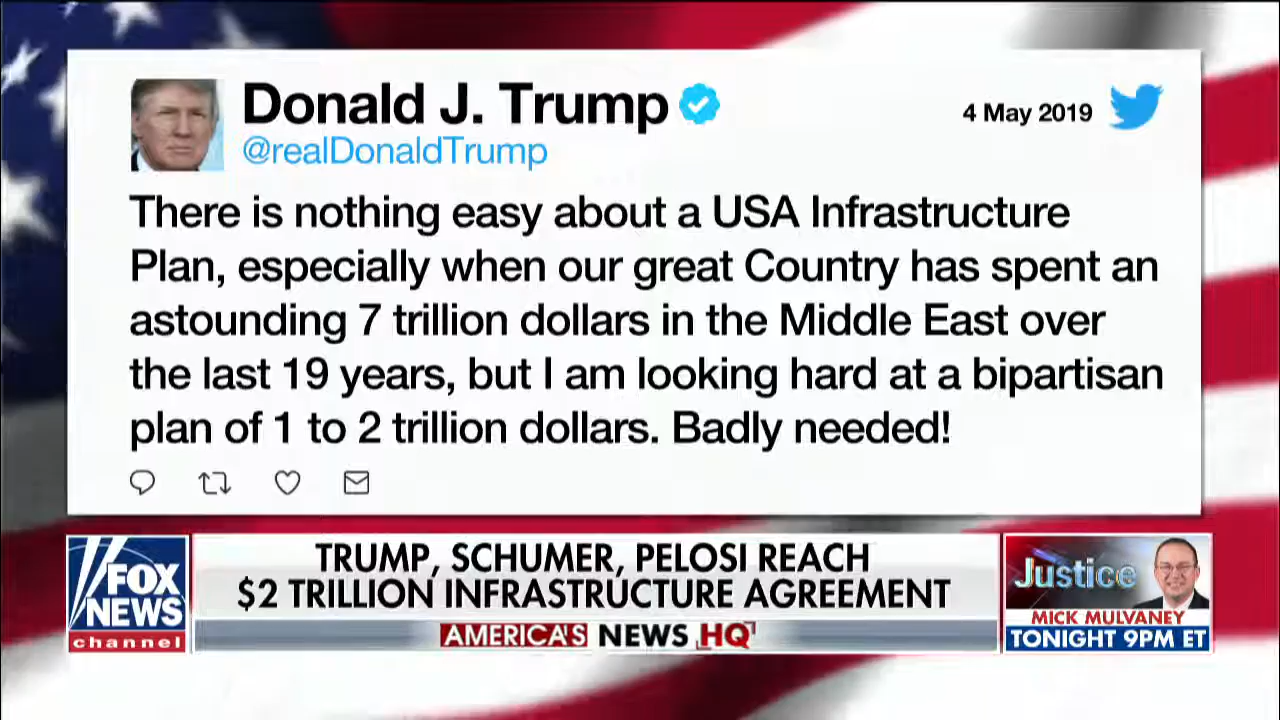 Donald J. Trump
@realDonaldTrump
4 May 2019
There is nothing easy about a USA Infrastructure
Plan, especially when our great Country has spent an
astounding 7 trillion dollars in the Middle East over
the last 19 years, but I am looking hard at a bipartisan
plan of 1 to 2 trillion dollars. Badly needed!
FOX
NEWS
channel
TRUMP, SCHUMER, PELOSI REACH
$2 TRILLION INFRASTRUCTURE AGREEMENT
AMERICA'S NEWS HQ
Justice
MICK MULVANEY
TONIGHT 9PM ET